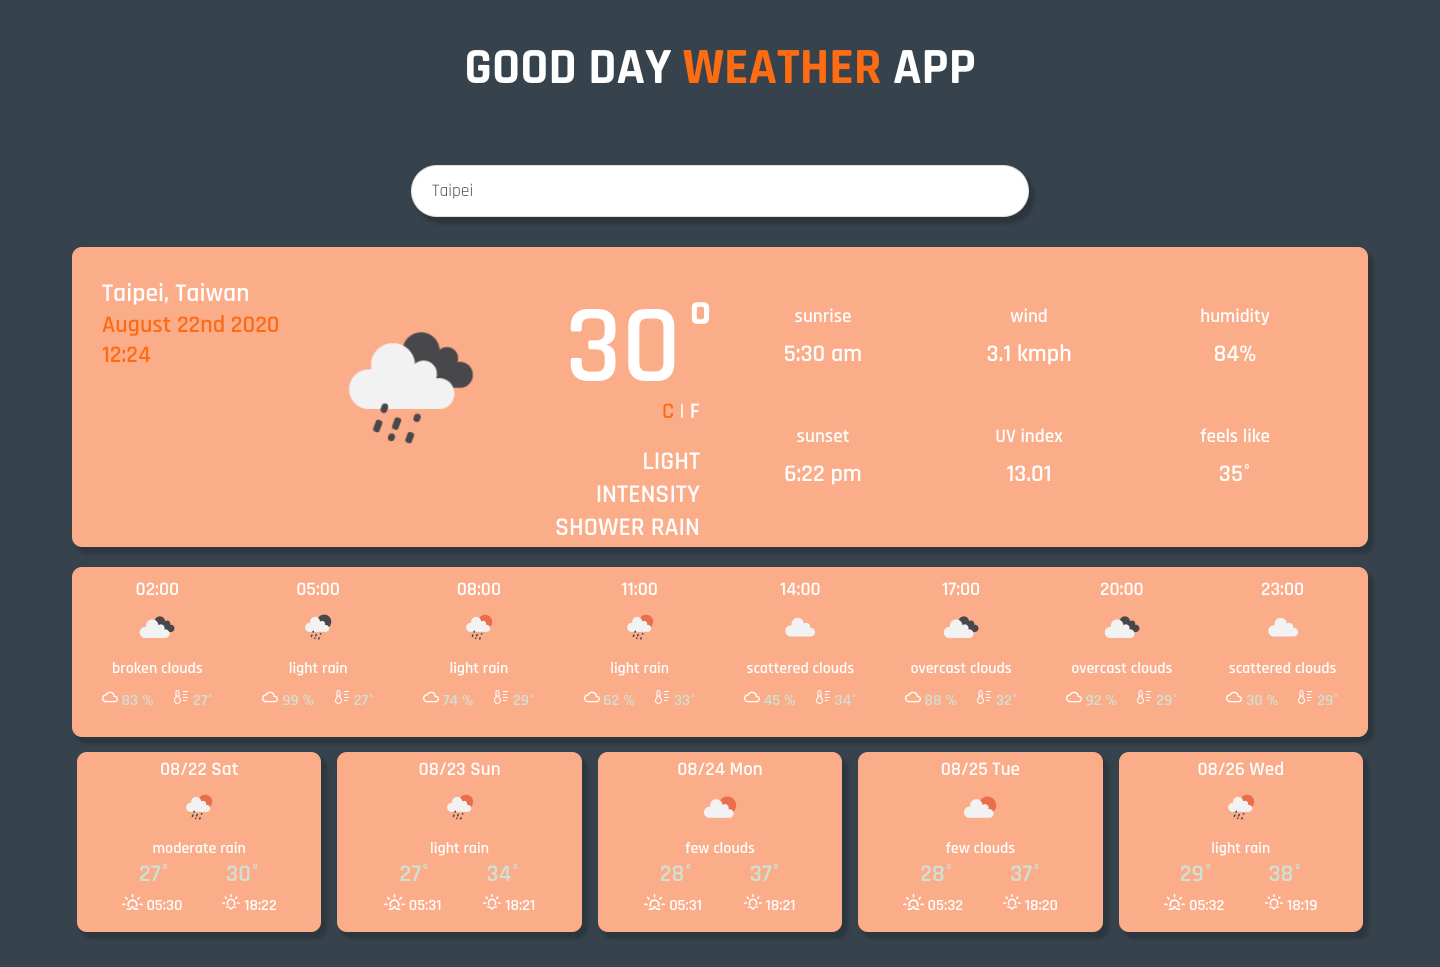 GOOD DAY WEATHER APP
Taipei
Taipei, Taiwan
August 22nd 2020
12:24
30°
C | F
LIGHT
INTENSITY
SHOWER RAIN
sunrise wind humidity
5:30 am 3.1 kmph 84%
sunset UV index feels like
6:22 pm 13.01 35°
02:00 05:00 08:00 11:00 14:00 17:00 20:00 23:00
broken clouds light rain light rain light rain scattered clouds overcast clouds overcast clouds scattered clouds
83 % 27° 99 % 27° 74 % 29° 62 % 33° 45 % 34° 88 % 32° 92 % 29° 30 % 29°
08/22 Sat 08/23 Sun 08/24 Mon 08/25 Tue 08/26 Wed
moderate rain light rain few clouds few clouds light rain
27° 30° 27° 34° 28° 37° 28° 37° 29° 38°
05:30 18:22 05:31 18:21 05:31 18:21 05:32 18:20 05:32 18:19